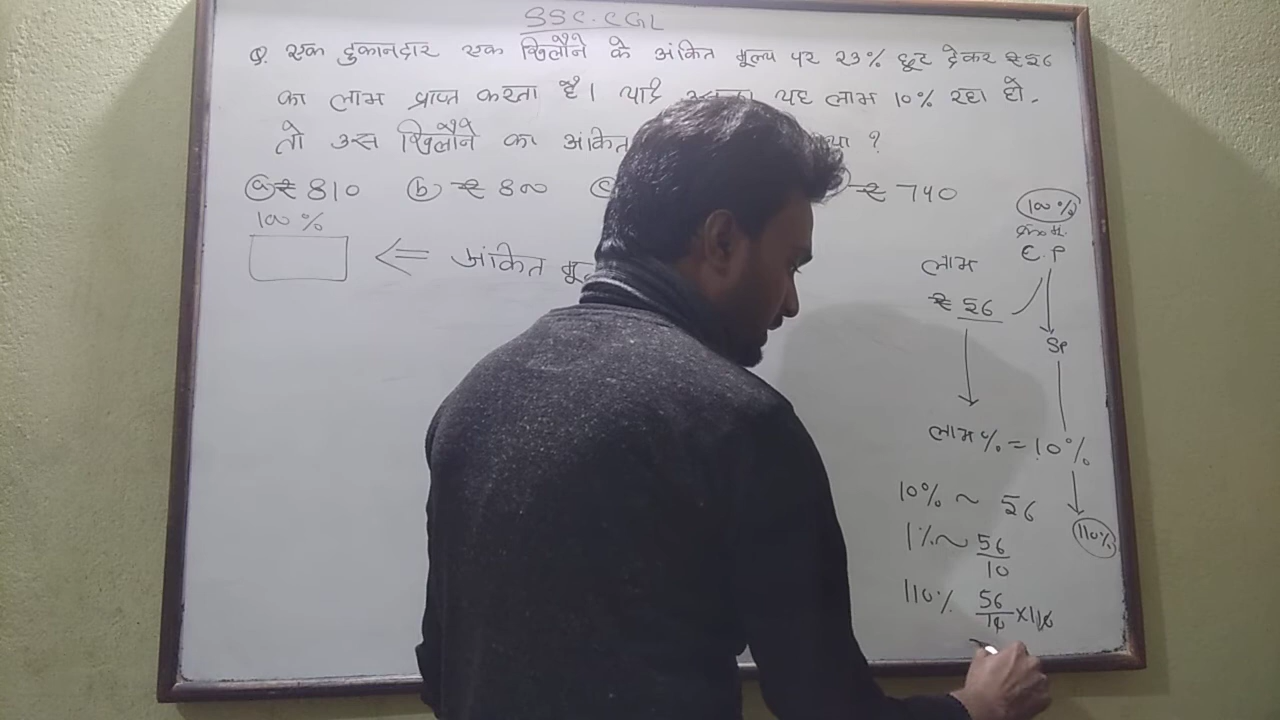 SSC. CGL
Q. एक दुकानदार एक खिलौने के अंकित मूल्य पर 23% छूट देकर ₹56
का लाभ प्राप्त करता है। यदि यह लाभ 10% रहा हो.
तो उस खिलौने का अंकित ?
(a) ₹ 810 (b) ₹ 800 ₹ 740
100%
⇐ अंकित
100%
C.P
लाभ
₹ 56
SP
लाभ% = 10%
10% ~ 56
110%
1% ~ 56/10
110% 56/10 × 110